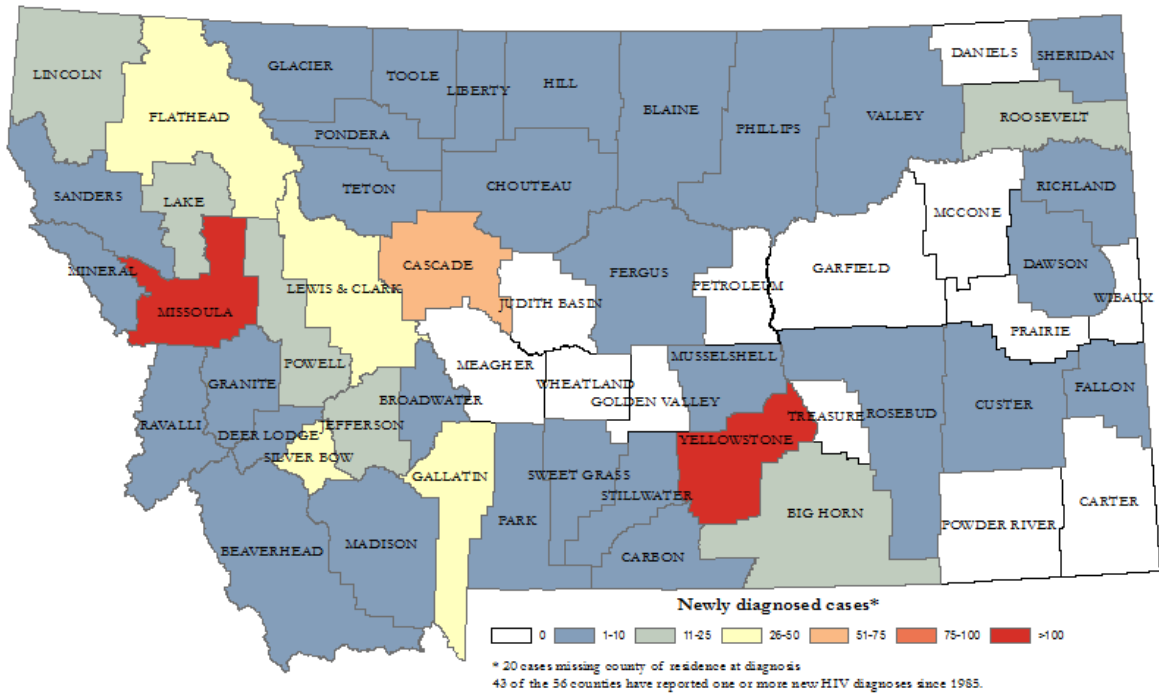 DANIELS
SHERIDAN
LINCOLN
GLACIER
TOOLE
LIBERTY
HILL
BLAINE
PHILLIPS
VALLEY
ROOSEVELT
FLATHEAD
PONDERA
TETON
CHOUTEAU
SANDERS
LAKE
RICHLAND
MCCONE
MINERAL
MISSOULA
LEWIS & CLARK
CASCADE
JUDITH BASIN
FERGUS
PETROLEUM
GARFIELD
DAWSON
WIBAUX
PRAIRIE
POWELL
MEAGHER
WHEATLAND
GOLDEN VALLEY
MUSSELSHELL
TREASURE
ROSEBUD
CUSTER
FALLON
GRANITE
RAVALLI
DEER LODGE
SILVER BOW
JEFFERSON
BROADWATER
GALLATIN
PARK
SWEET GRASS
STILLWATER
YELLOWSTONE
BIG HORN
POWDER RIVER
CARTER
BEAVERHEAD
MADISON
CARBON
Newly diagnosed cases*
0 1-10 11-25 26-50 51-75 75-100 >100
* 20 cases missing county of residence at diagnosis
43 of the 56 counties have reported one or more new HIV diagnoses since 1985.